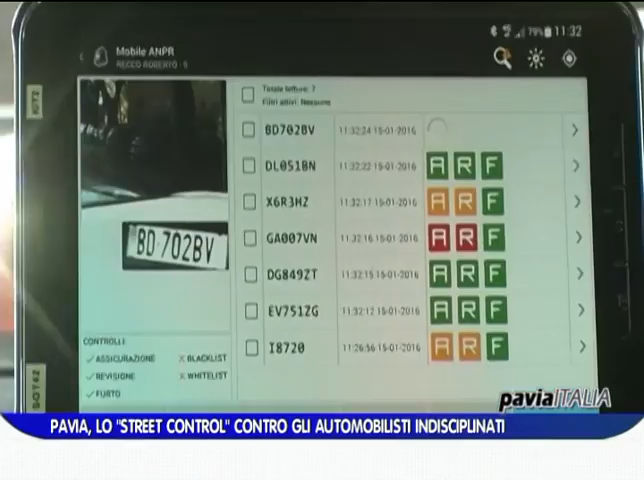 79% 11:32
Mobile ANPR
RECCO ROBERTO - S
Totale letture: 7
Filtri attivi: Nessuno
BD702BV 11:32:24 15-01-2016
DL051BN 11:32:22 15-01-2016 A R F
X6R3HZ 11:32:17 15-01-2016 A R F
GA007VN 11:32:16 15-01-2016 A R F
DG849ZT 11:32:15 15-01-2016 A R F
EV751ZG 11:32:12 15-01-2016 A R F
I8720 11:26:56 15-01-2016 A R F
BD·702BV
CONTROLLI:
ASSICURAZIONE BLACKLIST
REVISIONE WHITELIST
FURTO
paviaITALIA
PAVIA, LO "STREET CONTROL" CONTRO GLI AUTOMOBILISTI INDISCIPLINATI